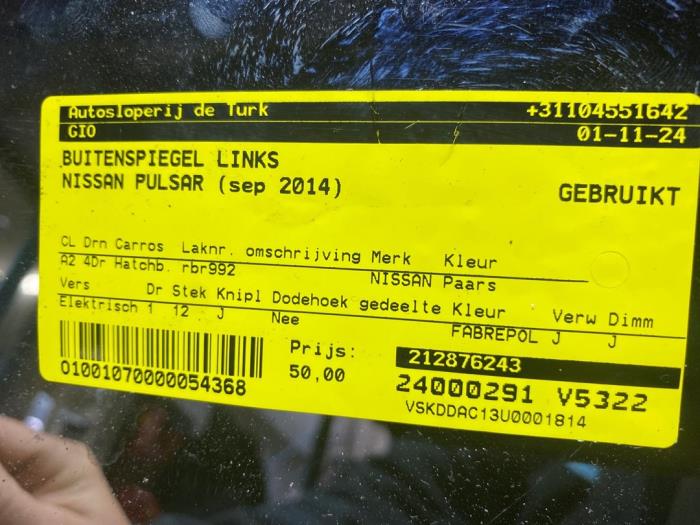 Autosloperij de Turk +31104551642
GIO 01-11-24
BUITENSPIEGEL LINKS
NISSAN PULSAR (sep 2014) GEBRUIKT
CL Drn Carros Laknr. omschrijving Merk Kleur
A2 4Dr Hatchb. rbr992 NISSAN Paars
Vers Dr Stek Knipl Dodehoek gedeelte Kleur Verw Dimm
Elektrisch 1 12 J Nee FABREPOL J J
Prijs: 212876243
01001070000054368 50,00 24000291 V5322
VSKDDAC13U0001814